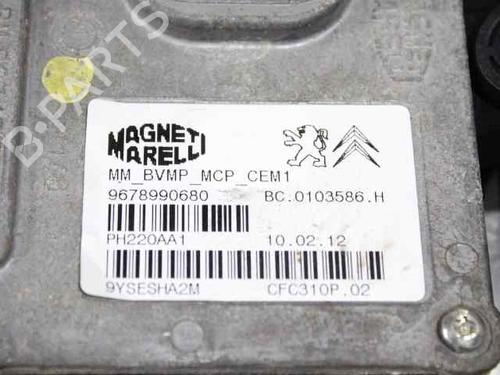 MAGNETI
MARELLI
MM_BVMP_MCP_CEM1
9678990680 BC.0103586.H
PH220AA1 10.02.12
9YSESHA2M CFC310P.02
B-PARTS